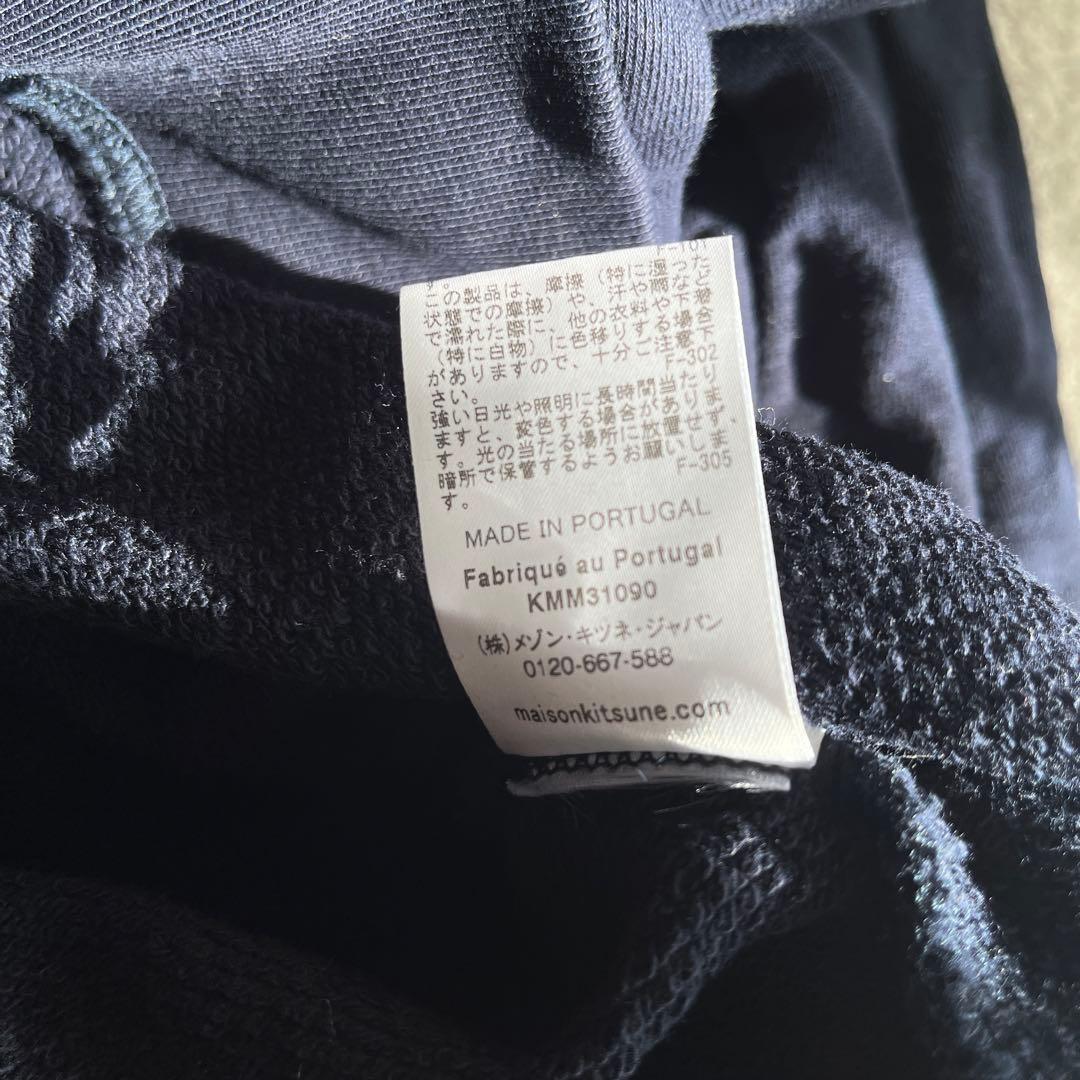 す。 F-101
この製品は、摩擦(特に湿った
状態での摩擦)や、汗や雨など
で濡れた際に、他の衣料や下着
(特に白物)に色移りする場合
がありますので、十分ご注意下
さい。 F-302
強い日光や照明に長時間当たり
ますと、変色する場合がありま
す。光の当たる場所に放置せず、
暗所で保管するようお願いしま
す。 F-305
MADE IN PORTUGAL
Fabriqué au Portugal
KMM31090
(株)メゾン・キツネ・ジャパン
0120-667-588
maisonkitsune.com